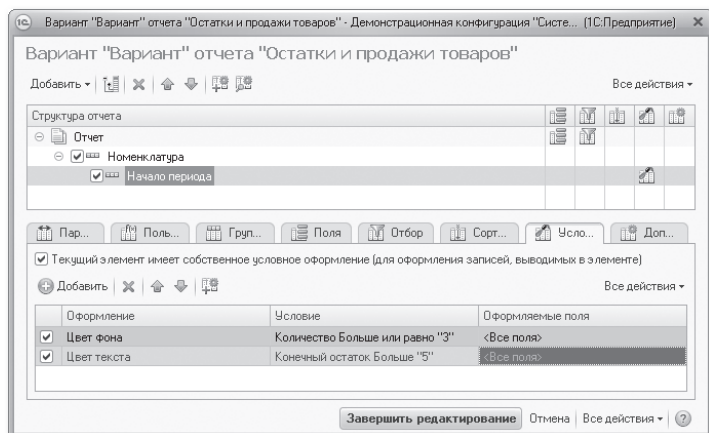 Вариант "Вариант" отчета "Остатки и продажи товаров" - Демонстрационная конфигурация "Систе... (1С:Предприятие)
Вариант "Вариант" отчета "Остатки и продажи товаров"
Добавить Все действия
Структура отчета
Отчет
Номенклатура
Начало периода
Пар... Поль... Груп... Поля Отбор Сорт... Усло... Доп...
Текущий элемент имеет собственное условное оформление (для оформления записей, выводимых в элементе)
Добавить Все действия
Оформление Условие Оформляемые поля
Цвет фона Количество Больше или равно "3" <Все поля>
Цвет текста Конечный остаток Больше "5" <Все поля>
Завершить редактирование Отмена Все действия ?